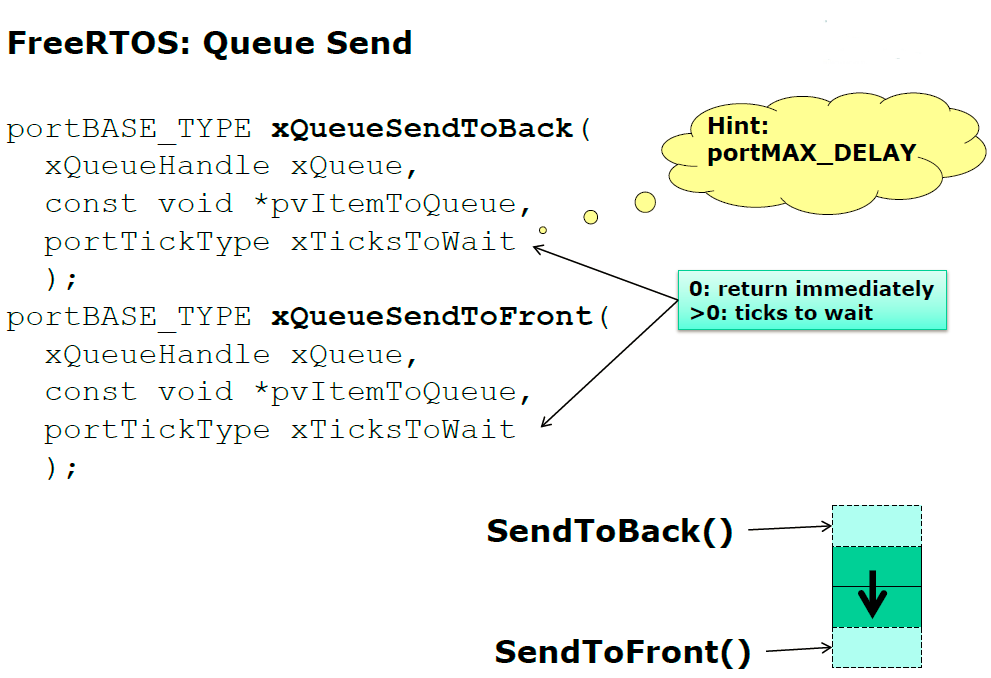 FreeRTOS: Queue Send
portBASE_TYPE xQueueSendToBack(
xQueueHandle xQueue,
const void *pvItemToQueue,
portTickType xTicksToWait
);
portBASE_TYPE xQueueSendToFront(
xQueueHandle xQueue,
const void *pvItemToQueue,
portTickType xTicksToWait
);
Hint:
portMAX_DELAY
0: return immediately
>0: ticks to wait
SendToBack()
SendToFront()